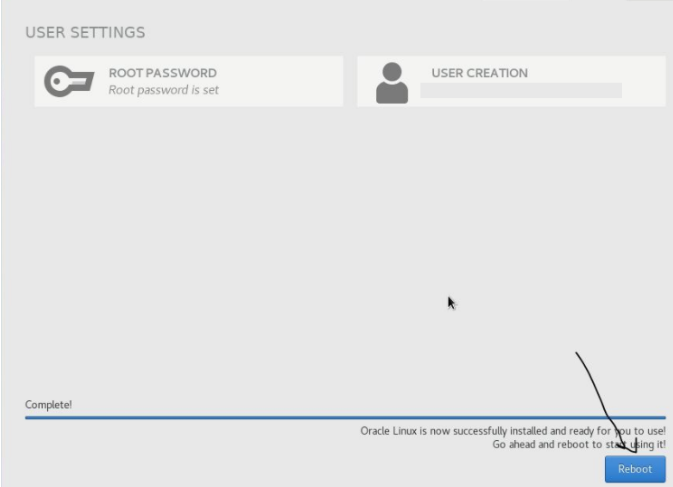 USER SETTINGS
ROOT PASSWORD
Root password is set
USER CREATION
Complete!
Oracle Linux is now successfully installed and ready for you to use!
Go ahead and reboot to start using it!
Reboot